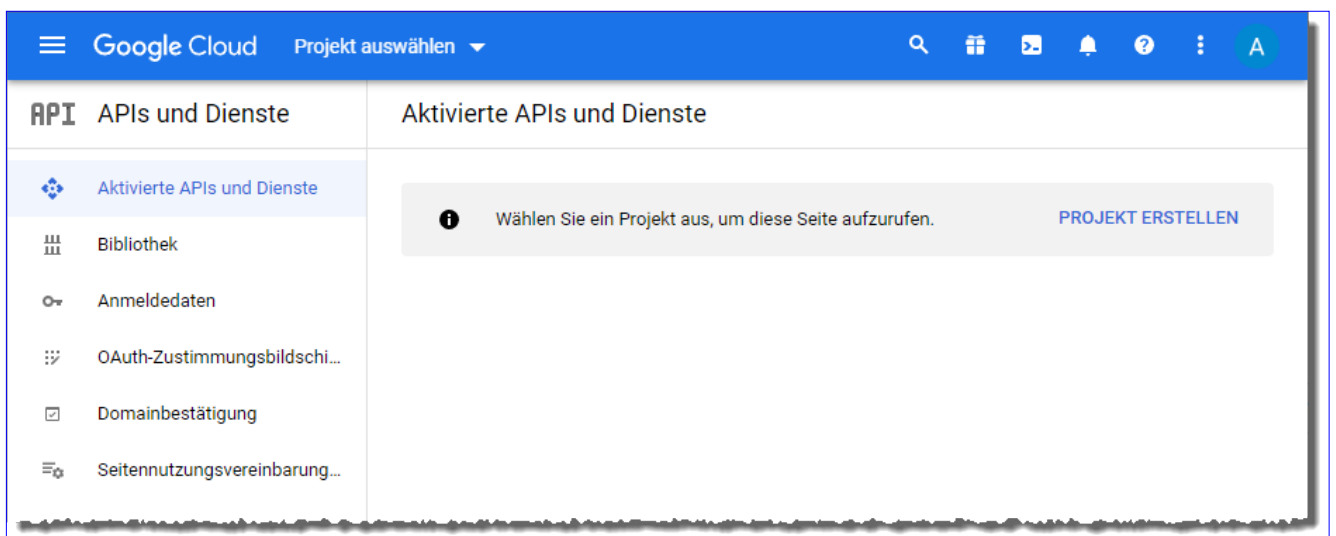 Google Cloud Projekt auswählen
A
API APIs und Dienste
Aktivierte APIs und Dienste
Aktivierte APIs und Dienste
Wählen Sie ein Projekt aus, um diese Seite aufzurufen. PROJEKT ERSTELLEN
Bibliothek
Anmeldedaten
OAuth-Zustimmungsbildschi...
Domainbestätigung
Seitennutzungsvereinbarung...